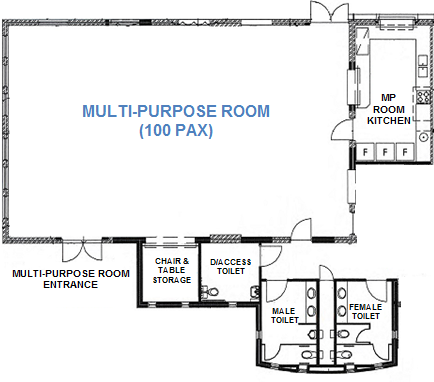 MULTI-PURPOSE ROOM
(100 PAX)
MP
ROOM
KITCHEN
F F F
MULTI-PURPOSE ROOM
ENTRANCE
CHAIR &
TABLE
STORAGE
D/ACCESS
TOILET
MALE
TOILET
FEMALE
TOILET